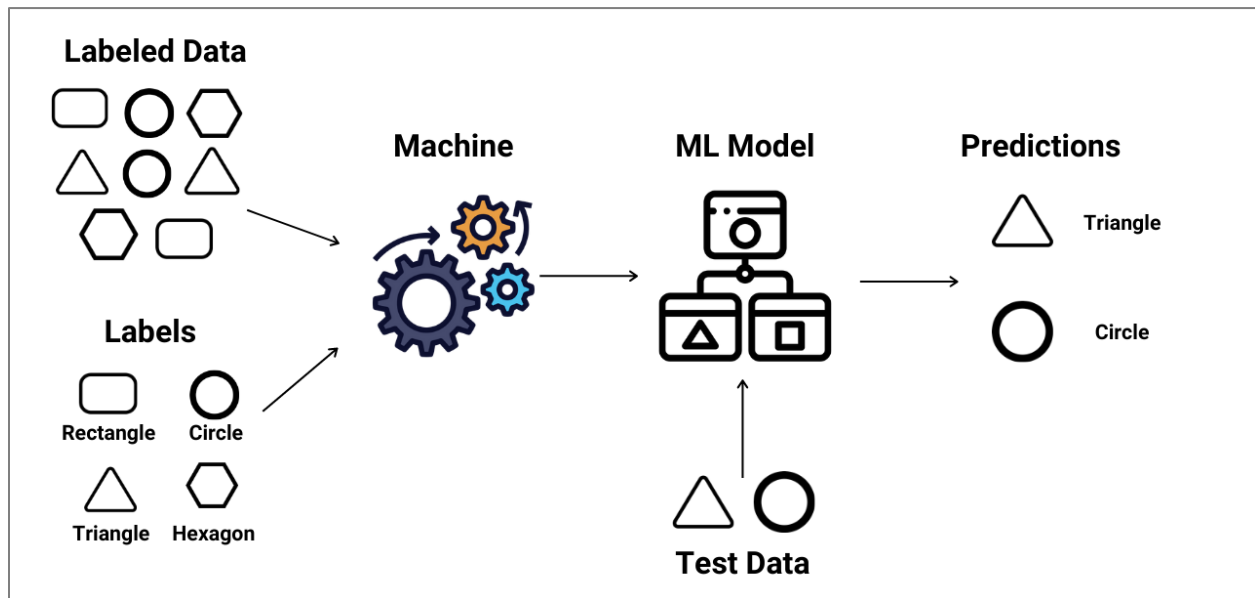 Labeled Data
Machine
ML Model
Predictions
Triangle
Circle
Labels
Rectangle
Circle
Triangle
Hexagon
Test Data